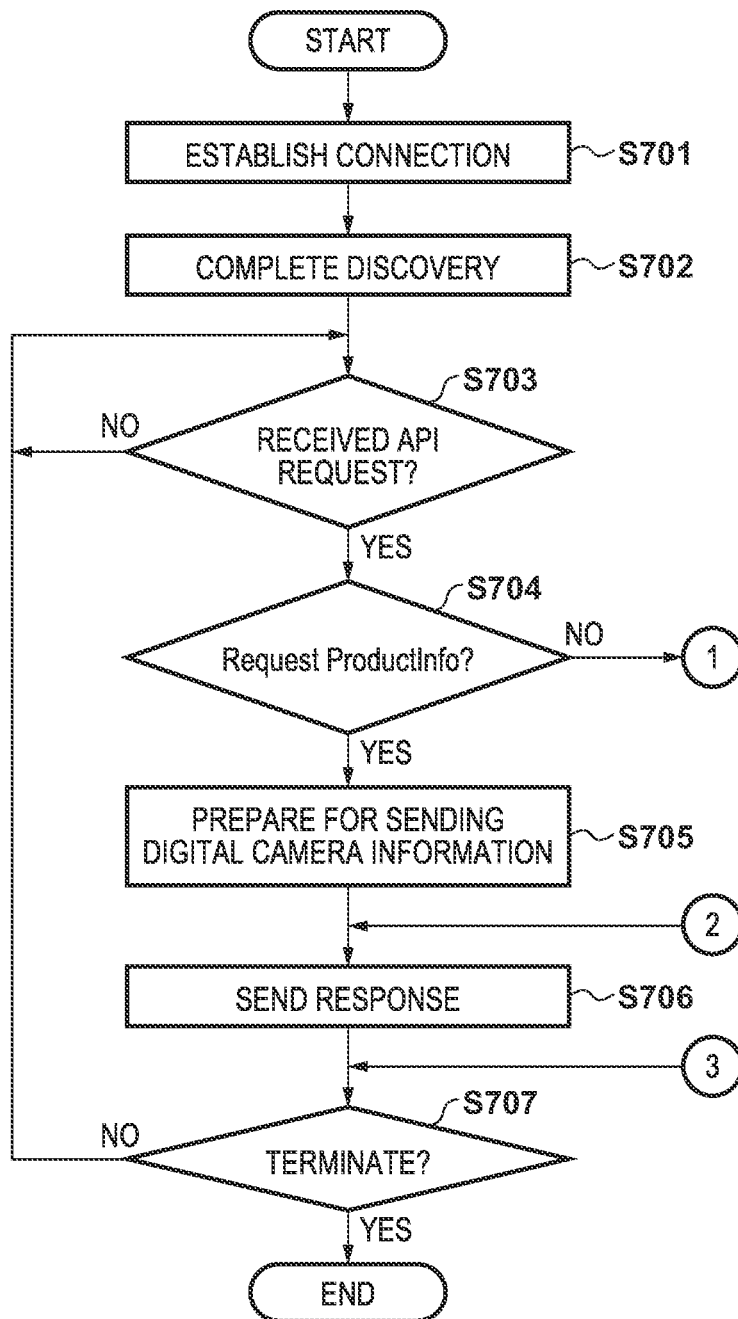 START
ESTABLISH CONNECTION
S701
COMPLETE DISCOVERY
S702
S703
NO
RECEIVED API
REQUEST?
YES
S704
Request ProductInfo?
NO
1
YES
PREPARE FOR SENDING
DIGITAL CAMERA INFORMATION
S705
2
SEND RESPONSE
S706
3
S707
NO
TERMINATE?
YES
END